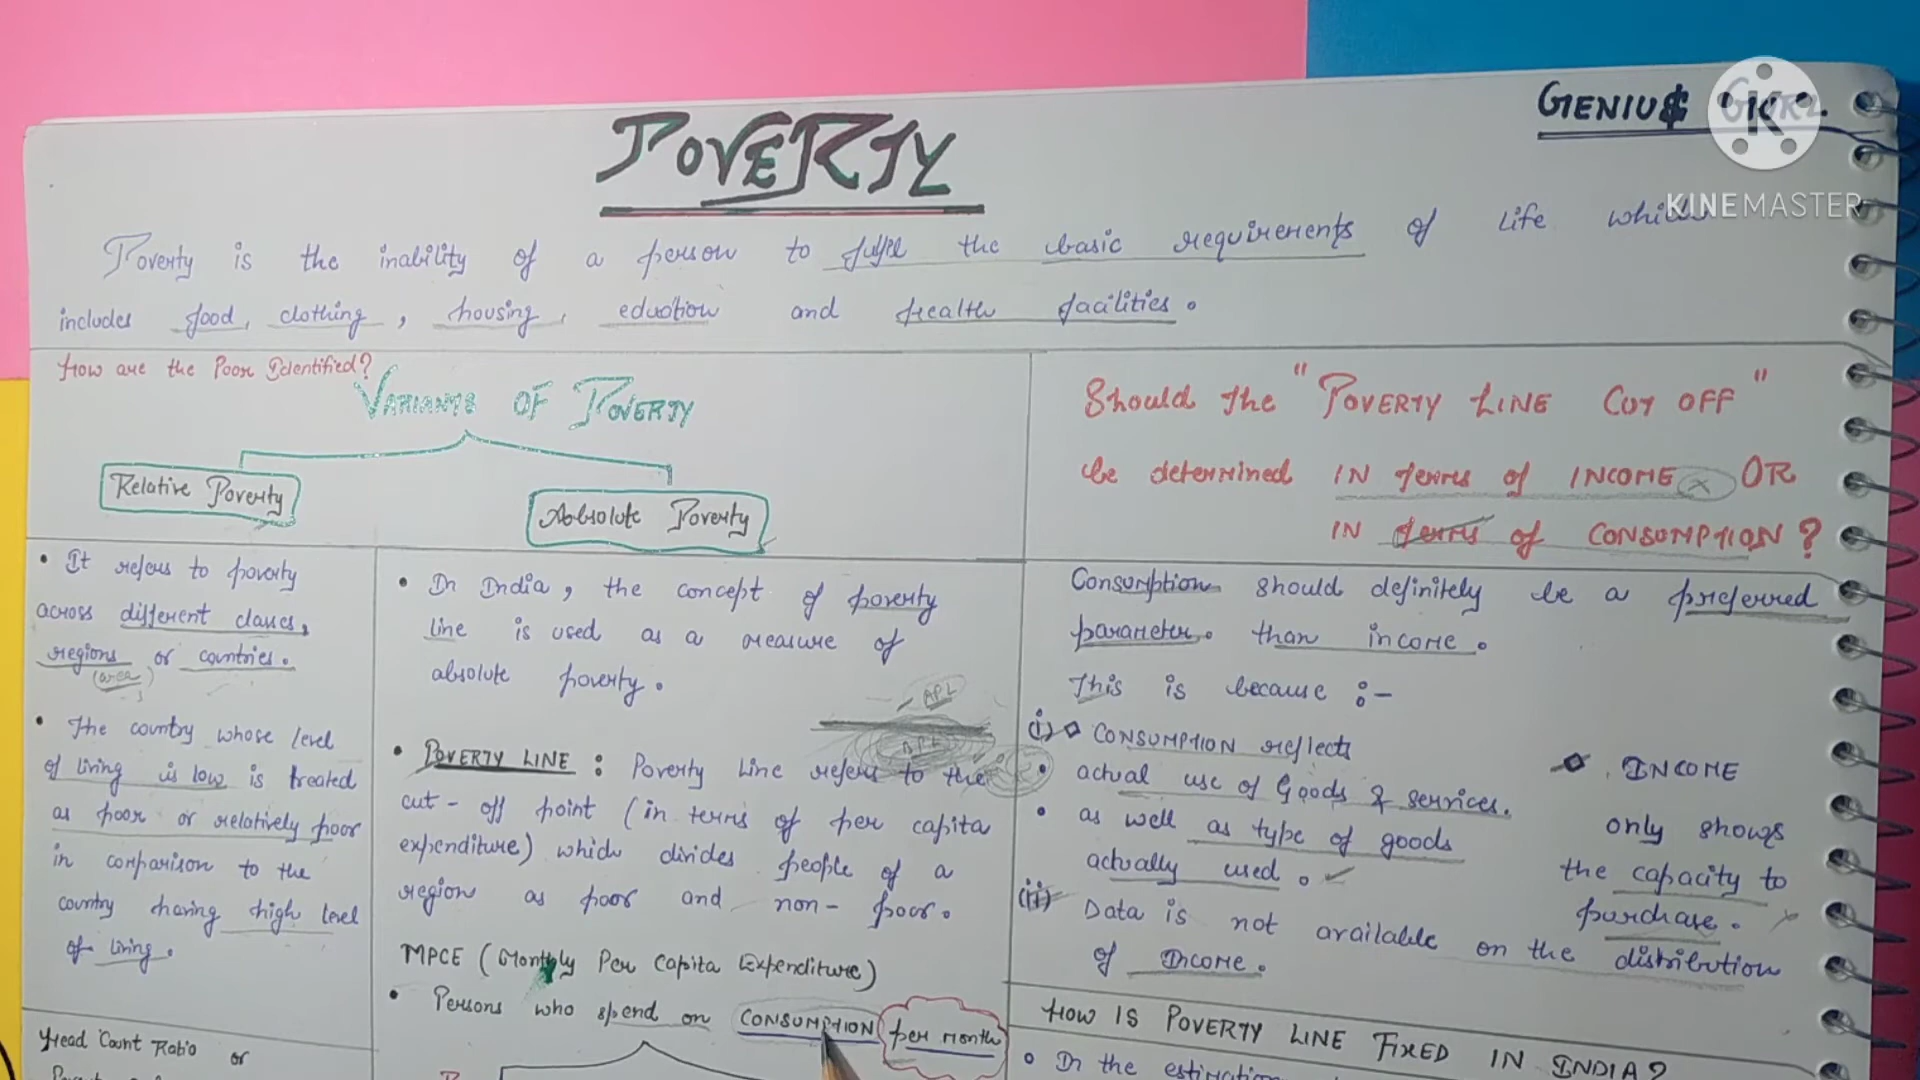 GENIU$
KINEMASTER
POVERTY
Poverty is the inability of a person to fulfil the basic requirements of life which
includes food, clothing, housing, eduction and health facilities.
How are the Poor Identified?
VARIANTS OF POVERTY
Relative Poverty
Absolute Poverty
• It refers to poverty
across different classes,
regions or countries.
(area)
• The country whose level
of living is low is treated
as poor or relatively poor
in comparison to the
country having high level
of living.
Head Count Ratio or
• In India, the concept of poverty
line is used as a measure of
absolute poverty.
APL
BPL
• POVERTY LINE : Poverty Line refers to the
cut-off point (in terms of per capita
expenditure) which divides people of a
region as poor and non-poor.
MPCE (Monthly Per Capita Expenditure)
• Persons who spend on CONSUMPTION per month
Should the "POVERTY LINE CUT OFF"
be determined IN terms of INCOME × OR
IN terms of CONSUMPTION?
Consumption should definitely be a preferred
parameter. than income.
This is because :-
(i) CONSUMPTION reflects
• actual use of Goods & services.
• as well as type of goods
actually used.
INCOME
only shows
the capacity to
purchase.
(ii) Data is not available on the distribution
of Income.
HOW IS POVERTY LINE FIXED IN INDIA?
• In the estimation